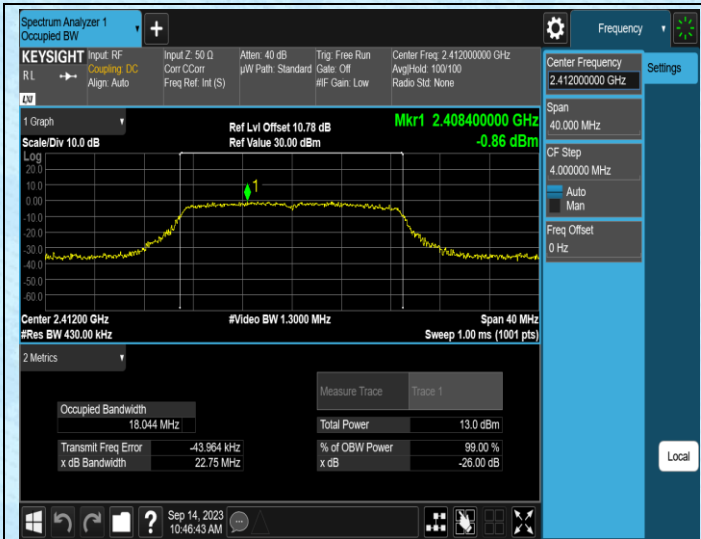 Spectrum Analyzer 1
Occupied BW
+
Frequency
KEYSIGHT
R L
LXI
Input: RF
Coupling: DC
Align: Auto
Input Z: 50 Ω
Corr CCorr
Freq Ref: Int (S)
Atten: 40 dB
µW Path: Standard
Trig: Free Run
Gate: Off
#IF Gain: Low
Center Freq: 2.412000000 GHz
Avg|Hold: 100/100
Radio Std: None
Center Frequency
2.412000000 GHz
Settings
Span
40.000 MHz
CF Step
4.000000 MHz
Auto
Man
Freq Offset
0 Hz
Local
1 Graph
Scale/Div 10.0 dB
Ref Lvl Offset 10.78 dB
Ref Value 30.00 dBm
Mkr1 2.408400000 GHz
-0.86 dBm
Log
20.0
10.0
0.00
-10.0
-20.0
-30.0
-40.0
-50.0
-60.0
1
Center 2.41200 GHz
#Res BW 430.00 kHz
#Video BW 1.3000 MHz
Span 40 MHz
Sweep 1.00 ms (1001 pts)
2 Metrics
Measure Trace Trace 1
Occupied Bandwidth
18.044 MHz
Total Power 13.0 dBm
Transmit Freq Error -43.964 kHz
% of OBW Power 99.00 %
x dB Bandwidth 22.75 MHz
x dB -26.00 dB
?
Sep 14, 2023
10:46:43 AM